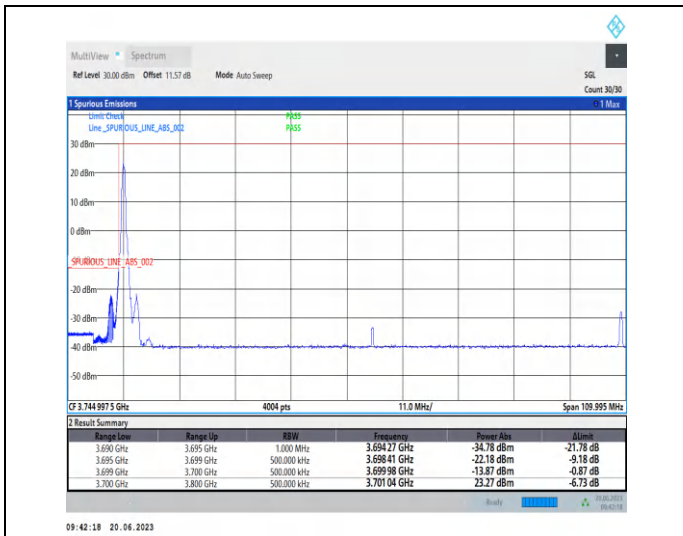 MultiView Spectrum
Ref Level 30.00 dBm Offset 11.57 dB Mode Auto Sweep SGL
Count 30/30
1 Spurious Emissions 1 Max
Limit Check PASS
Line _SPURIOUS_LINE_ABS_002 PASS
30 dBm
20 dBm
10 dBm
0 dBm
_SPURIOUS_LINE_ABS_002
-20 dBm
-30 dBm
-40 dBm
-50 dBm
CF 3.744 997 5 GHz 4004 pts 11.0 MHz/ Span 109.995 MHz
2 Result Summary
Range Low Range Up RBW Frequency Power Abs ΔLimit
3.690 GHz 3.695 GHz 1.000 MHz 3.694 27 GHz -34.78 dBm -21.78 dB
3.695 GHz 3.699 GHz 500.000 kHz 3.698 41 GHz -22.18 dBm -9.18 dB
3.699 GHz 3.700 GHz 500.000 kHz 3.699 98 GHz -13.87 dBm -0.87 dB
3.700 GHz 3.800 GHz 500.000 kHz 3.701 04 GHz 23.27 dBm -6.73 dB
Ready 20.06.2023
09:42:18
09:42:18 20.06.2023